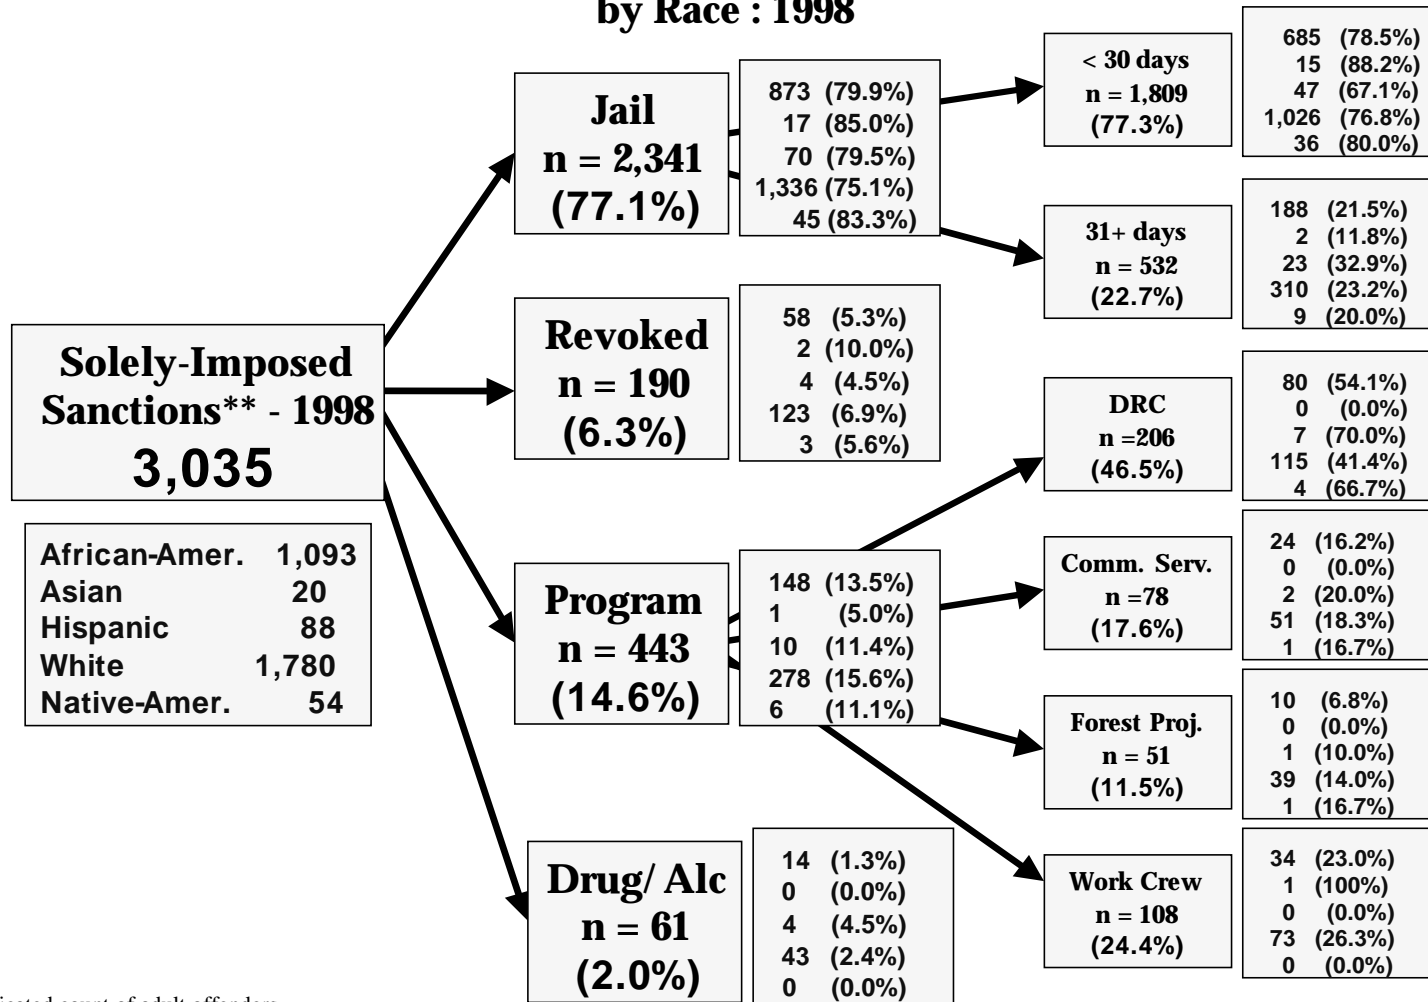 by Race : 1998
Solely-Imposed
Sanctions** - 1998
3,035
African-Amer. 1,093
Asian 20
Hispanic 88
White 1,780
Native-Amer. 54
Jail
n = 2,341
(77.1%)
873 (79.9%)
17 (85.0%)
70 (79.5%)
1,336 (75.1%)
45 (83.3%)
< 30 days
n = 1,809
(77.3%)
685 (78.5%)
15 (88.2%)
47 (67.1%)
1,026 (76.8%)
36 (80.0%)
31+ days
n = 532
(22.7%)
188 (21.5%)
2 (11.8%)
23 (32.9%)
310 (23.2%)
9 (20.0%)
Revoked
n = 190
(6.3%)
58 (5.3%)
2 (10.0%)
4 (4.5%)
123 (6.9%)
3 (5.6%)
Program
n = 443
(14.6%)
148 (13.5%)
1 (5.0%)
10 (11.4%)
278 (15.6%)
6 (11.1%)
DRC
n =206
(46.5%)
80 (54.1%)
0 (0.0%)
7 (70.0%)
115 (41.4%)
4 (66.7%)
Comm. Serv.
n =78
(17.6%)
24 (16.2%)
0 (0.0%)
2 (20.0%)
51 (18.3%)
1 (16.7%)
Forest Proj.
n = 51
(11.5%)
10 (6.8%)
0 (0.0%)
1 (10.0%)
39 (14.0%)
1 (16.7%)
Work Crew
n = 108
(24.4%)
34 (23.0%)
1 (100%)
0 (0.0%)
73 (26.3%)
0 (0.0%)
Drug/ Alc
n = 61
(2.0%)
14 (1.3%)
0 (0.0%)
4 (4.5%)
43 (2.4%)
0 (0.0%)
count of adult offenders